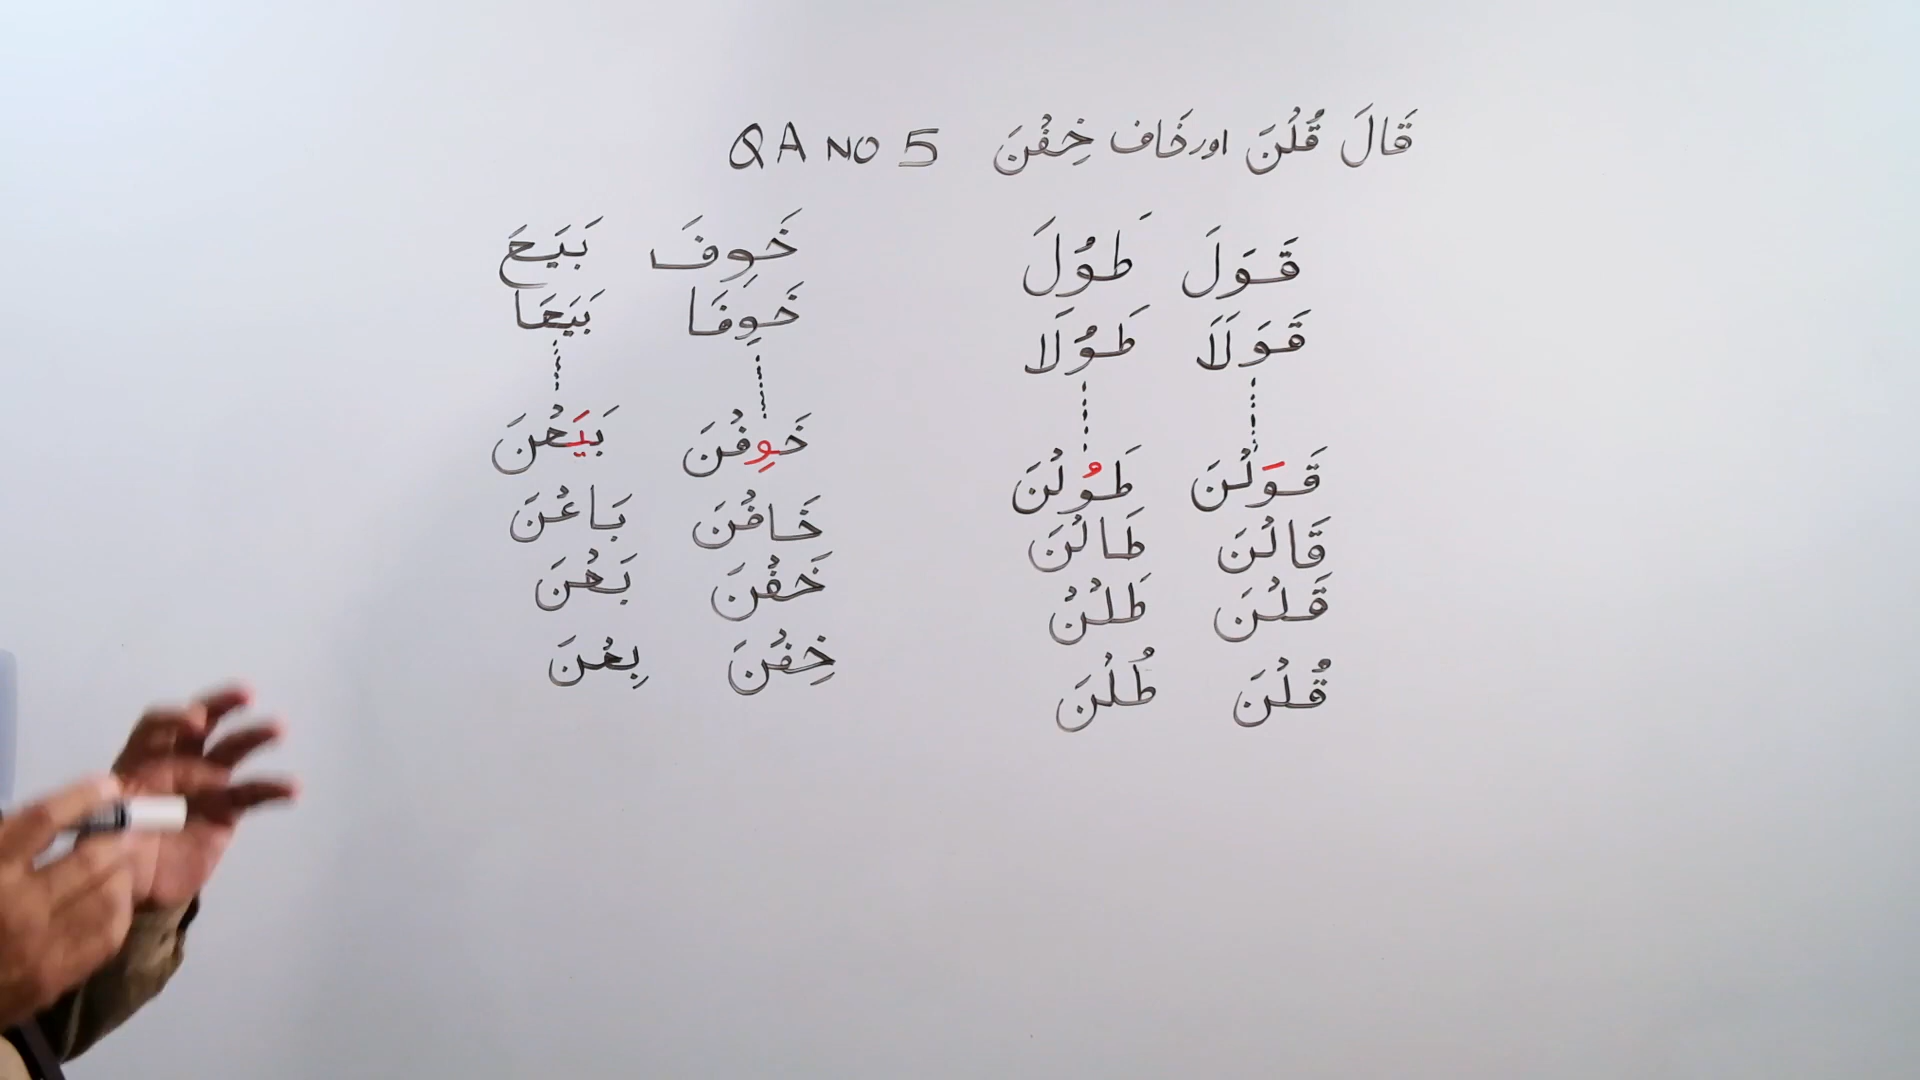 قَالَ قُلْنَ اور خَاف خِفْنَ QA NO 5
قَوَلَ طَوُلَ
قَوَلَا طَوُلَا
قَوَلْنَ طَوُلْنَ
قَالْنَ طَالْنَ
قَلْنَ طَلْنَ
قُلْنَ طُلْنَ
خَوِفَ بَيَعَ
خَوِفَا بَيَعَا
خَوِفْنَ بَيَعْنَ
خَافْنَ بَاعْنَ
خَفْنَ بَعْنَ
خِفْنَ بِعْنَ